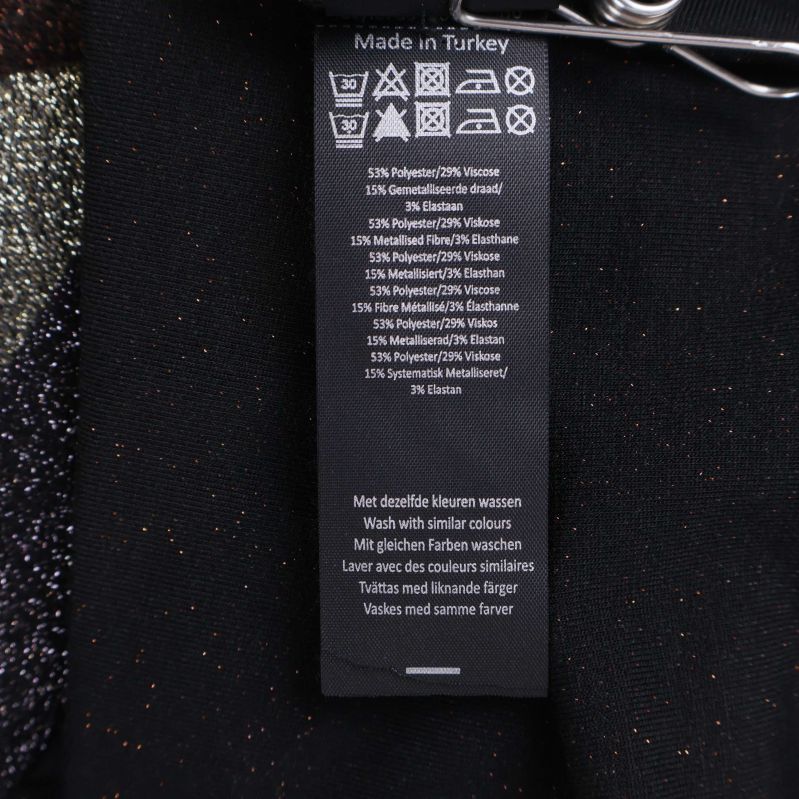 Made in Turkey
30
30
53% Polyester/29% Viscose
15% Gemetalliseerde draad/
3% Elastaan
53% Polyester/29% Viskose
15% Metallised Fibre/3% Elasthane
53% Polyester/29% Viskose
15% Metallisiert/3% Elasthan
53% Polyester/29% Viscose
15% Fibre Métallisé/3% Élasthanne
53% Polyester/29% Viskos
15% Metalliserad/3% Elastan
53% Polyester/29% Viskose
15% Systematisk Metalliseret/
3% Elastan
Met dezelfde kleuren wassen
Wash with similar colours
Mit gleichen Farben waschen
Laver avec des couleurs similaires
Tvättas med liknande färger
Vaskes med samme farver